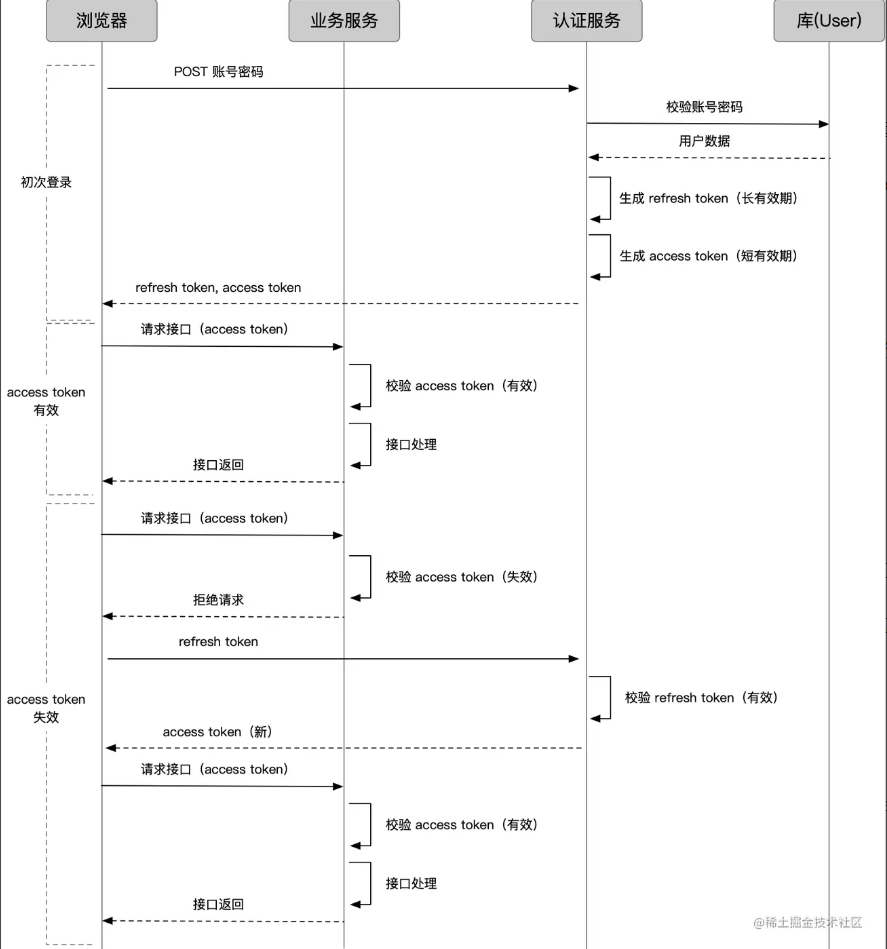 浏览器
业务服务
认证服务
库(User)
POST 账号密码
校验账号密码
用户数据
初次登录
生成 refresh token（长有效期）
生成 access token（短有效期）
refresh token, access token
请求接口（access token）
校验 access token（有效）
access token
有效
接口处理
接口返回
请求接口（access token）
校验 access token（失效）
拒绝请求
refresh token
校验 refresh token（有效）
access token
失效
access token（新）
请求接口（access token）
校验 access token（有效）
接口处理
接口返回
@稀土掘金技术社区